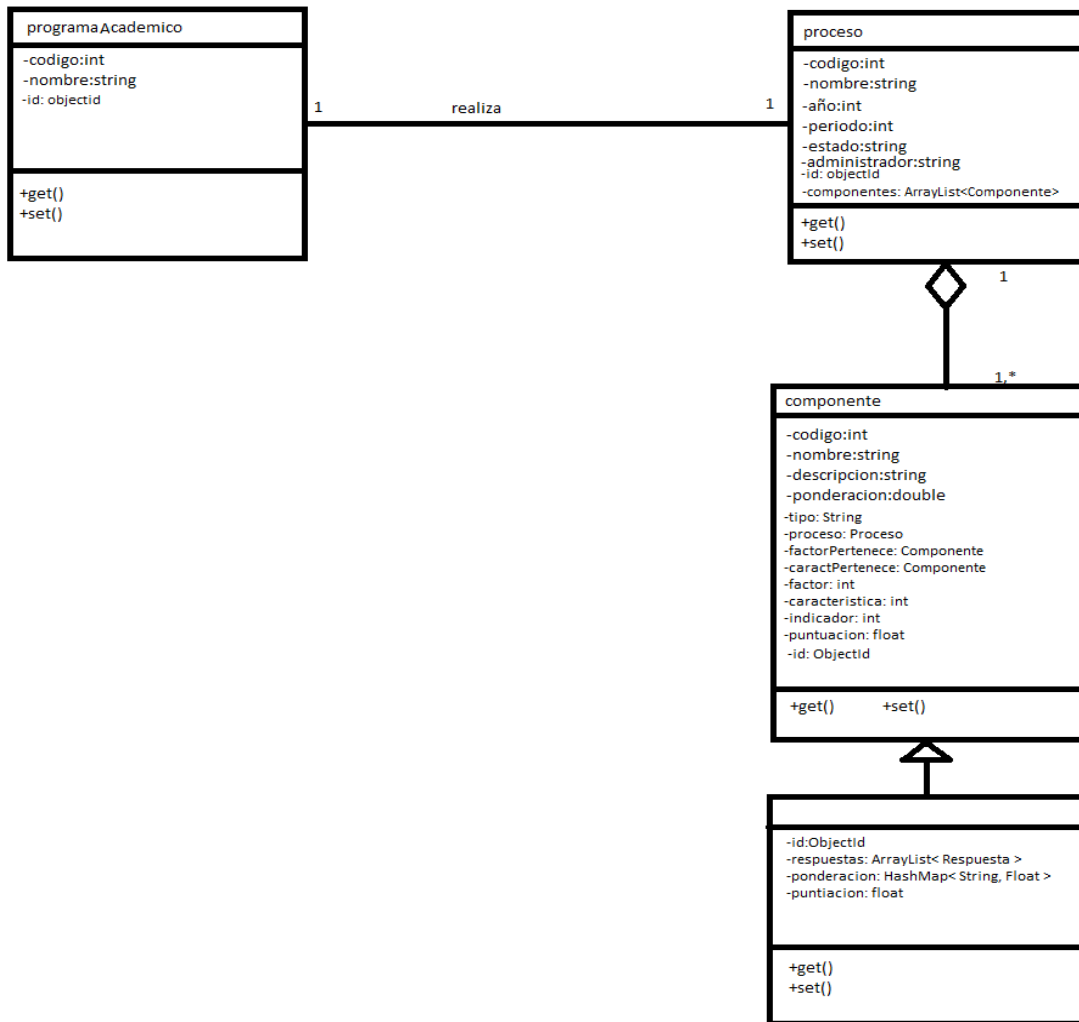 programaAcademico
-codigo:int
-nombre:string
-id: objectid
+get()
+set()
1
realiza
1
proceso
-codigo:int
-nombre:string
-año:int
-periodo:int
-estado:string
-administrador:string
-id: objectId
-componentes: ArrayList<Componente>
+get()
+set()
1
1,*
componente
-codigo:int
-nombre:string
-descripcion:string
-ponderacion:double
-tipo: String
-proceso: Proceso
-factorPertenece: Componente
-caractPertenece: Componente
-factor: int
-caracteristica: int
-indicador: int
-puntuacion: float
-id: ObjectId
+get() +set()
-id:ObjectId
-respuestas: ArrayList< Respuesta >
-ponderacion: HashMap< String, Float >
-puntiacion: float
+get()
+set()